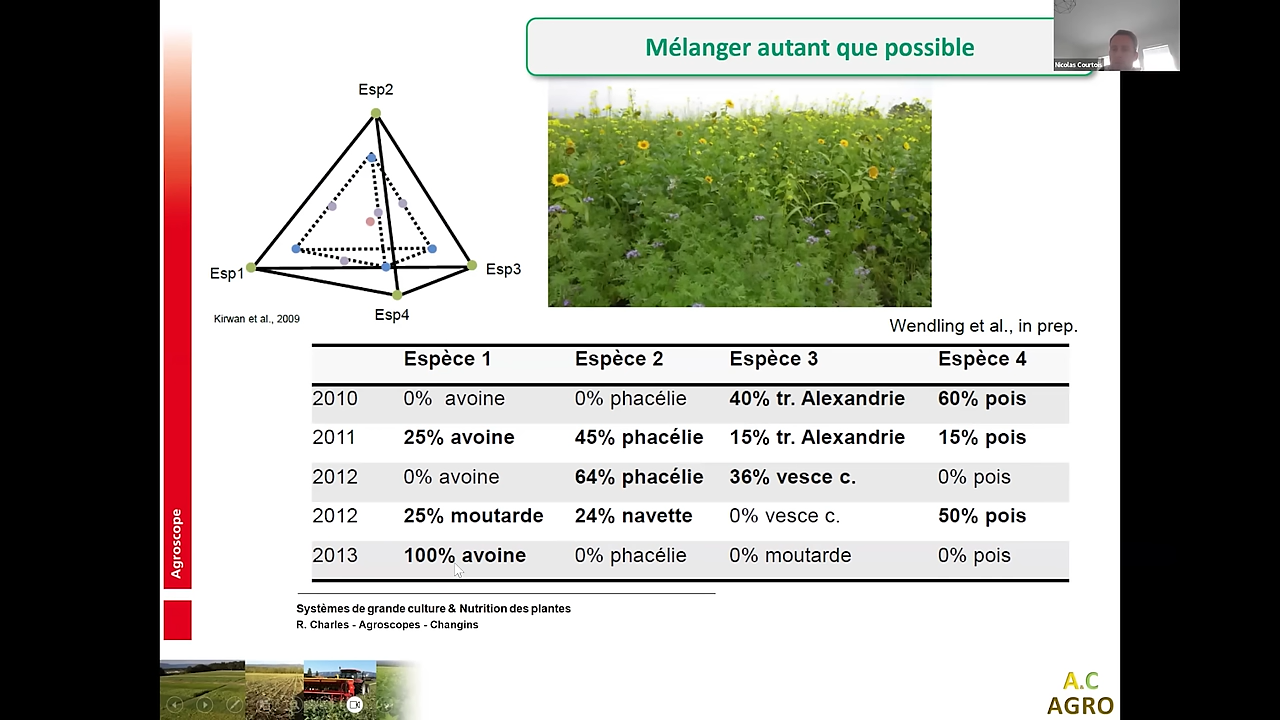 Mélanger autant que possible
Nicolas Courtois
Esp2
Esp1
Esp3
Esp4
Kirwan et al., 2009
Wendling et al., in prep.
Espèce 1 Espèce 2 Espèce 3 Espèce 4
2010 0% avoine 0% phacélie 40% tr. Alexandrie 60% pois
2011 25% avoine 45% phacélie 15% tr. Alexandrie 15% pois
2012 0% avoine 64% phacélie 36% vesce c. 0% pois
2012 25% moutarde 24% navette 0% vesce c. 50% pois
2013 100% avoine 0% phacélie 0% moutarde 0% pois
Agroscope
Systèmes de grande culture & Nutrition des plantes
R. Charles - Agroscopes - Changins
A.C
AGRO